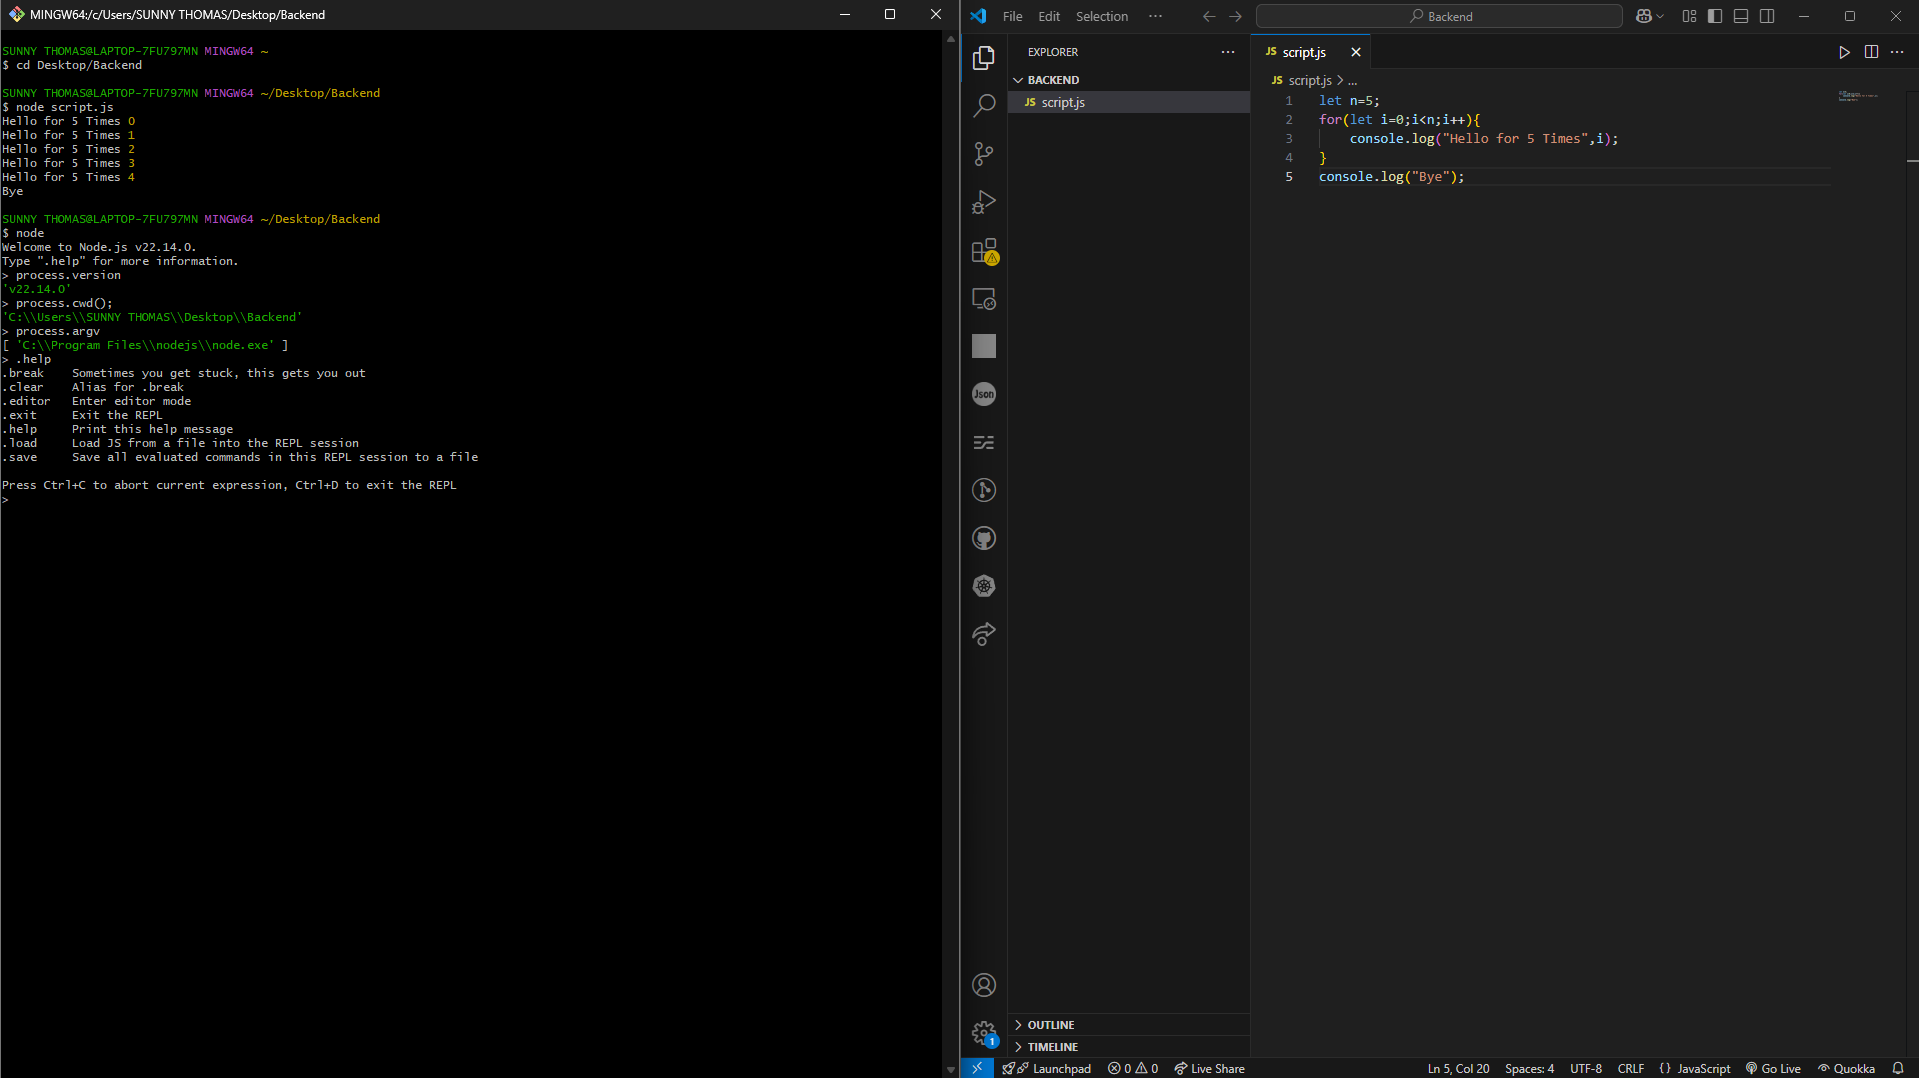 MINGW64:/c/Users/SUNNY THOMAS/Desktop/Backend
SUNNY THOMAS@LAPTOP-7FU797MN MINGW64 ~
$ cd Desktop/Backend
SUNNY THOMAS@LAPTOP-7FU797MN MINGW64 ~/Desktop/Backend
$ node script.js
Hello for 5 Times 0
Hello for 5 Times 1
Hello for 5 Times 2
Hello for 5 Times 3
Hello for 5 Times 4
Bye
SUNNY THOMAS@LAPTOP-7FU797MN MINGW64 ~/Desktop/Backend
$ node
Welcome to Node.js v22.14.0.
Type ".help" for more information.
> process.version
'v22.14.0'
> process.cwd();
'C:\\Users\\SUNNY THOMAS\\Desktop\\Backend'
> process.argv
[ 'C:\\Program Files\\nodejs\\node.exe' ]
> .help
.break    Sometimes you get stuck, this gets you out
.clear    Alias for .break
.editor   Enter editor mode
.exit     Exit the REPL
.help     Print this help message
.load     Load JS from a file into the REPL session
.save     Save all evaluated commands in this REPL session to a file
Press Ctrl+C to abort current expression, Ctrl+D to exit the REPL
>
File Edit Selection ··· Backend
EXPLORER ···
BACKEND
JS script.js
Json
OUTLINE
TIMELINE
JS script.js
JS script.js > ...
1 let n=5;
2 for(let i=0;i<n;i++){
3     console.log("Hello for 5 Times",i);
4 }
5 console.log("Bye");
1
Launchpad 0 0 Live Share Ln 5, Col 20 Spaces: 4 UTF-8 CRLF {} JavaScript Go Live Quokka